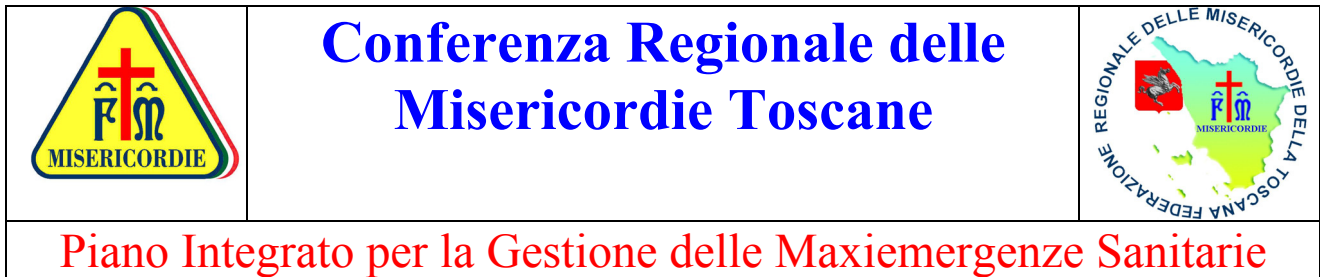 Conferenza Regionale delle
Misericordie Toscane
F M
MISERICORDIE
FEDERAZIONE REGIONALE DELLE MISERICORDIE DELLA TOSCANA
F M
MISERICORDIE
Piano Integrato per la Gestione delle Maxiemergenze Sanitarie